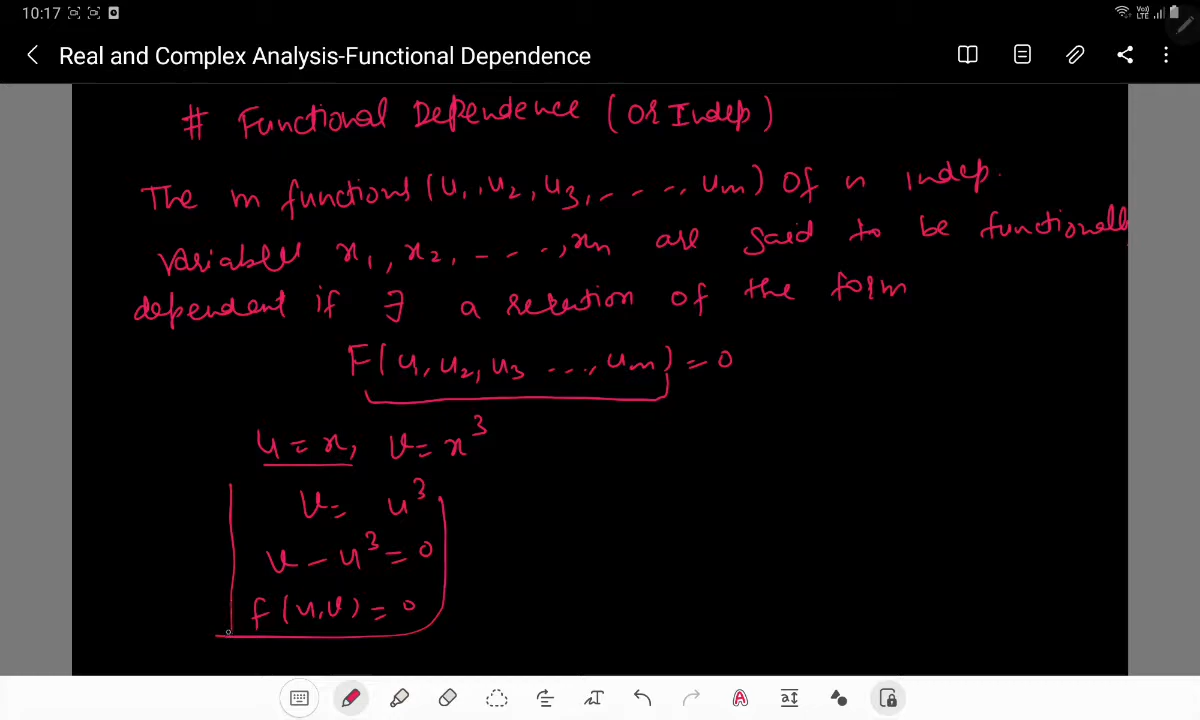 10:17
Vo) LTE
Real and Complex Analysis-Functional Dependence
# Functional Dependence (or Indep)
The m functions (u1, u2, u3, - - - -, um) of n indep.
variables x1, x2, - - - -, xn are said to be functionally
dependent if ∃ a relation of the form
F(u, u2, u3 ..., um) = 0
u = x, v = x³
v = u³
v - u³ = 0
f(u,v) = 0